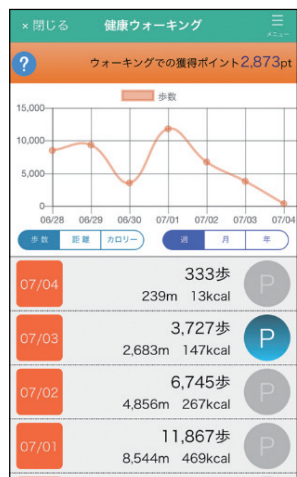 ×閉じる 健康ウォーキング
メニュー
? ウォーキングでの獲得ポイント2,873pt
歩数
15,000
10,000
5,000
0
06/28 06/29 06/30 07/01 07/02 07/03 07/04
歩数 距離 カロリー 週 月 年
07/04 333歩 P
239m 13kcal
07/03 3,727歩 P
2,683m 147kcal
07/02 6,745歩 P
4,856m 267kcal
07/01 11,867歩 P
8,544m 469kcal